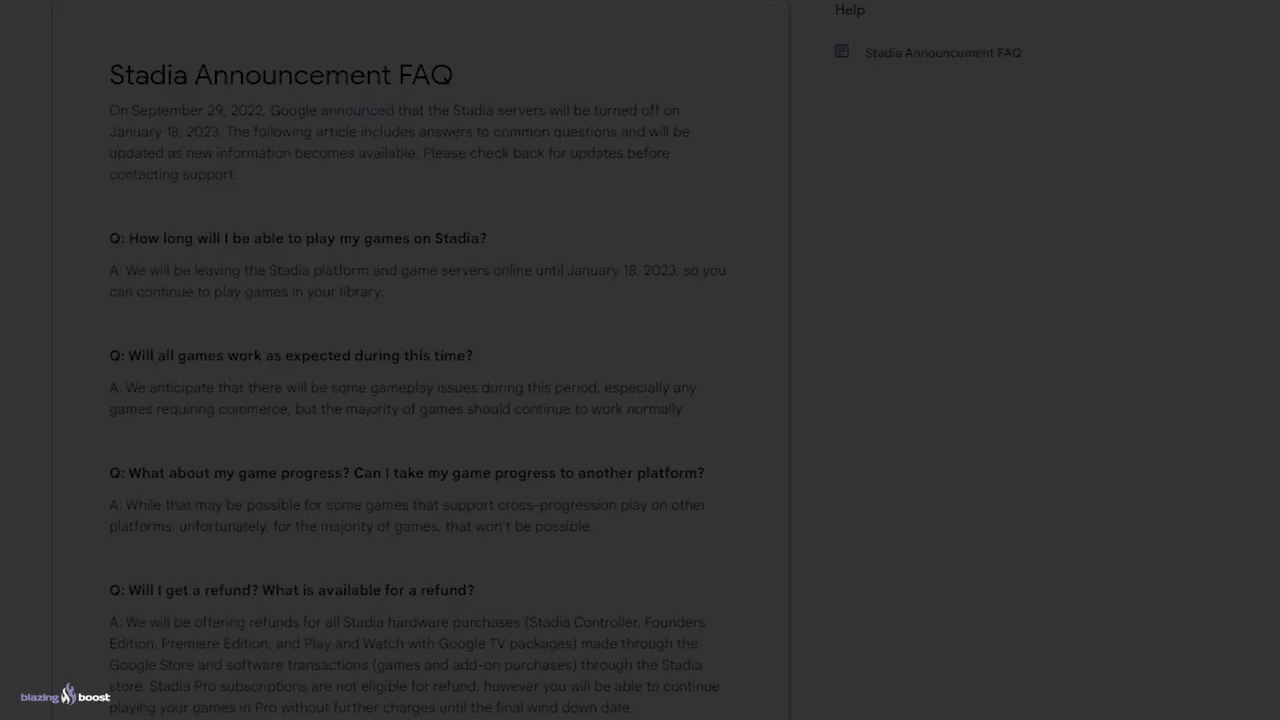 Help
Stadia Announcement FAQ
Stadia Announcement FAQ
On September 29, 2022, Google announced that the Stadia servers will be turned off on
January 18, 2023. The following article includes answers to common questions and will be
updated as new information becomes available. Please check back for updates before
contacting support.
Q: How long will I be able to play my games on Stadia?
A: We will be leaving the Stadia platform and game servers online until January 18, 2023, so you
can continue to play games in your library.
Q: Will all games work as expected during this time?
A: We anticipate that there will be some gameplay issues during this period, especially any
games requiring commerce, but the majority of games should continue to work normally.
Q: What about my game progress? Can I take my game progress to another platform?
A: While that may be possible for some games that support cross-progression play on other
platforms, unfortunately, for the majority of games, that won't be possible.
Q: Will I get a refund? What is available for a refund?
A: We will be offering refunds for all Stadia hardware purchases (Stadia Controller, Founders
Edition, Premiere Edition, and Play and Watch with Google TV packages) made through the
Google Store and software transactions (games and add-on purchases) through the Stadia
store. Stadia Pro subscriptions are not eligible for refund, however you will be able to continue
playing your games in Pro without further charges until the final wind down date.
blazing boost